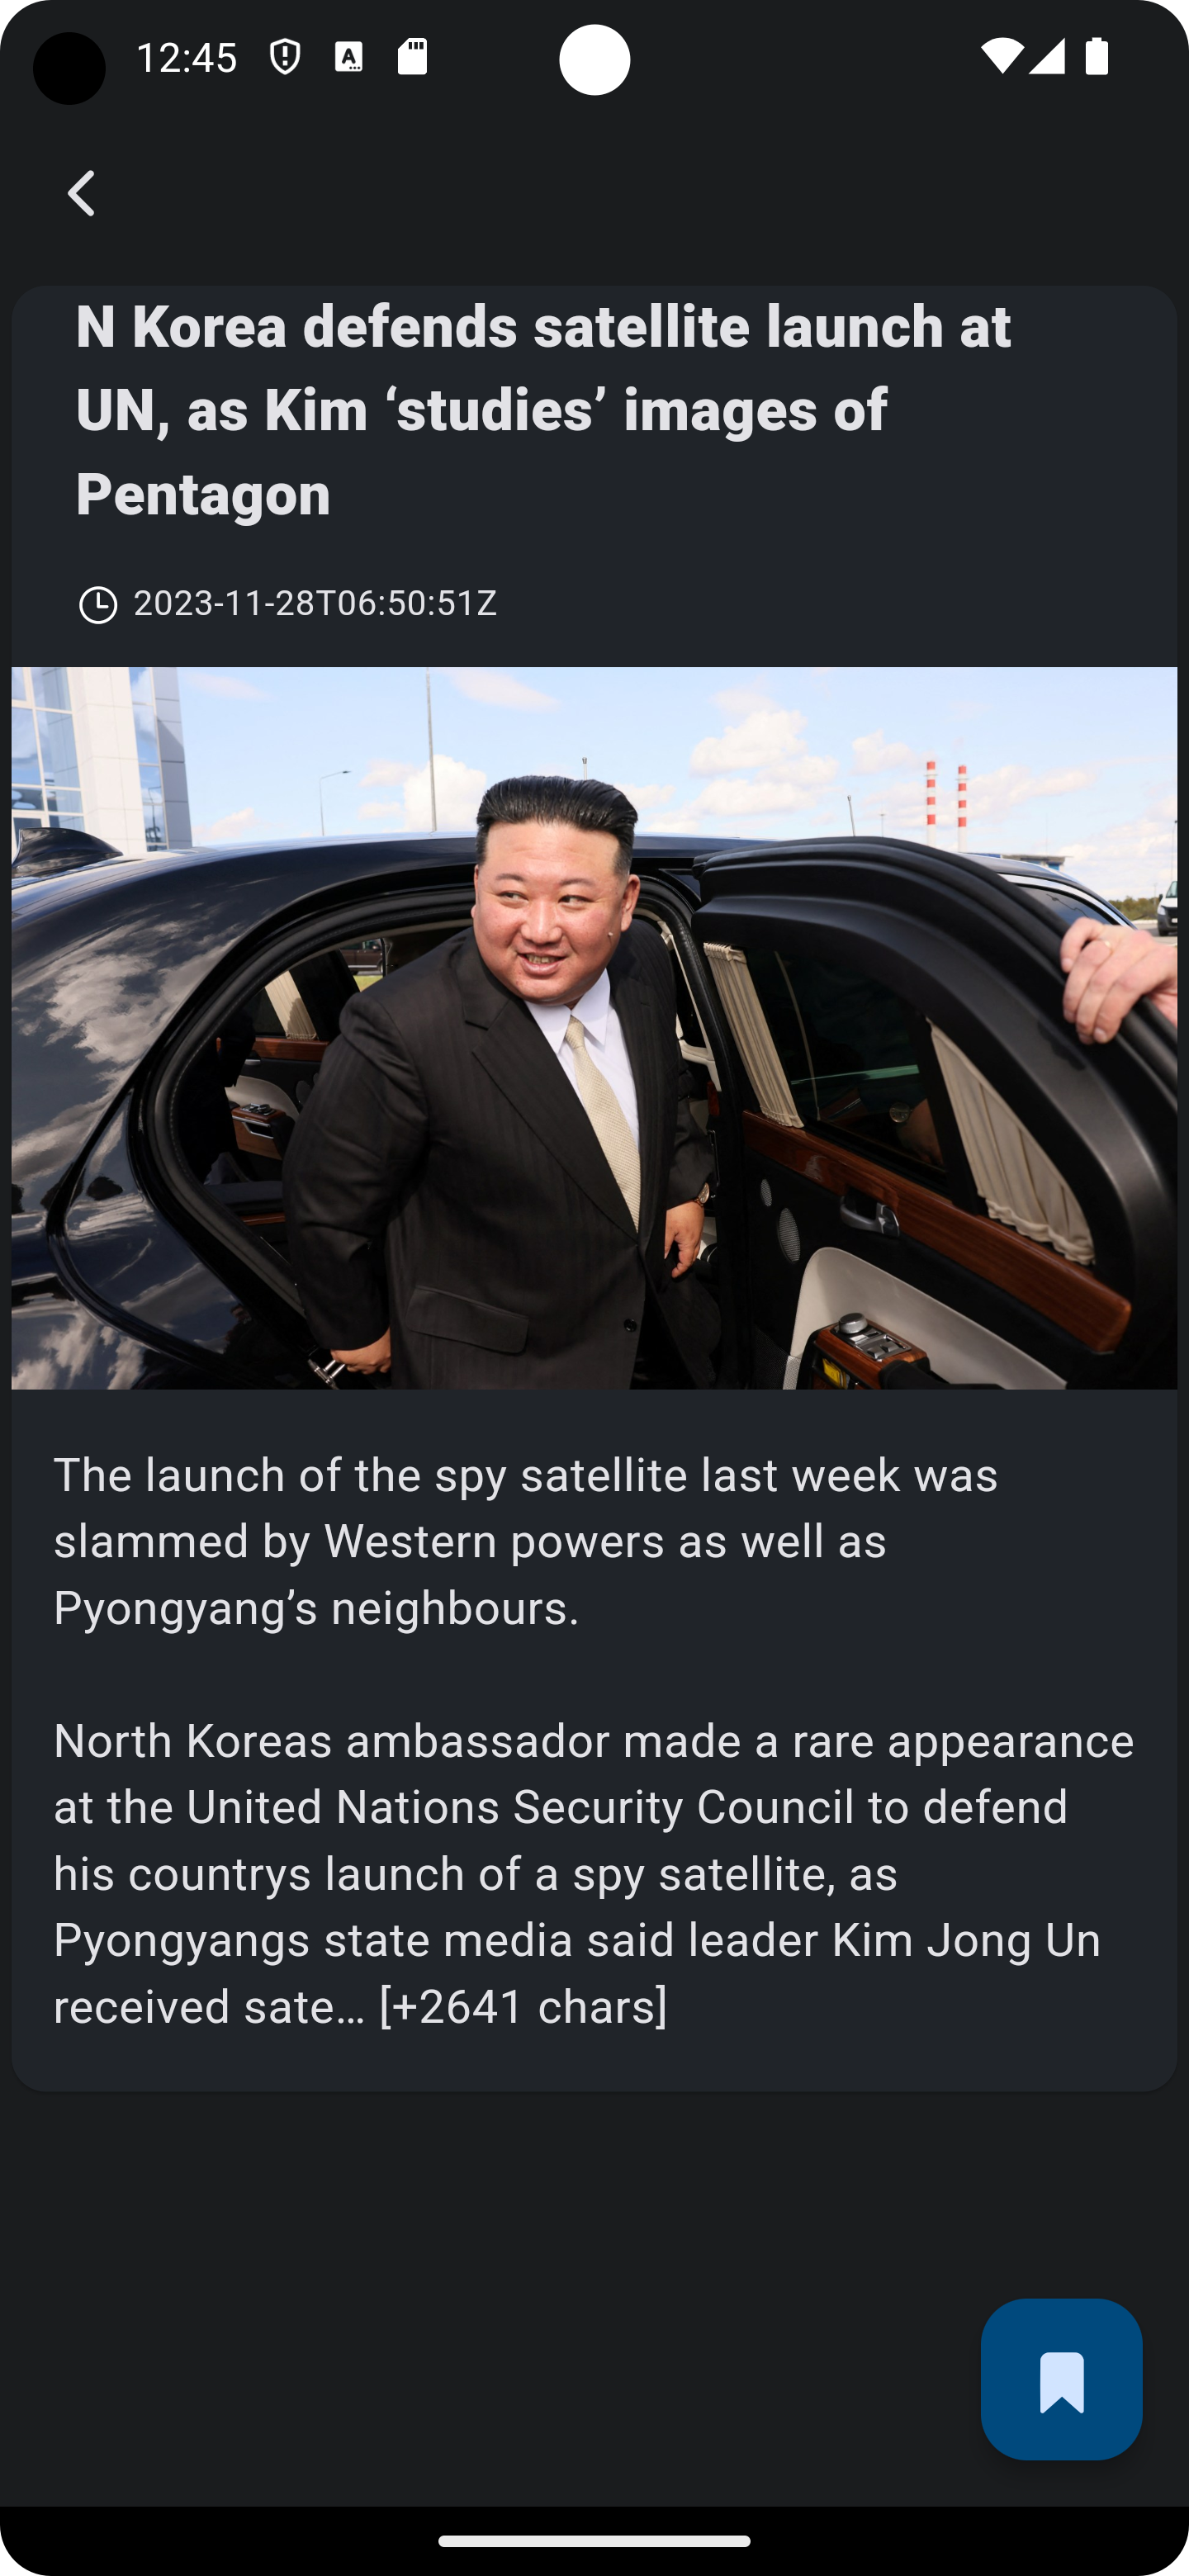 12:45
N Korea defends satellite launch at
UN, as Kim ‘studies’ images of
Pentagon
2023-11-28T06:50:51Z
The launch of the spy satellite last week was
slammed by Western powers as well as
Pyongyang’s neighbours.
North Koreas ambassador made a rare appearance
at the United Nations Security Council to defend
his countrys launch of a spy satellite, as
Pyongyangs state media said leader Kim Jong Un
received sate… [+2641 chars]